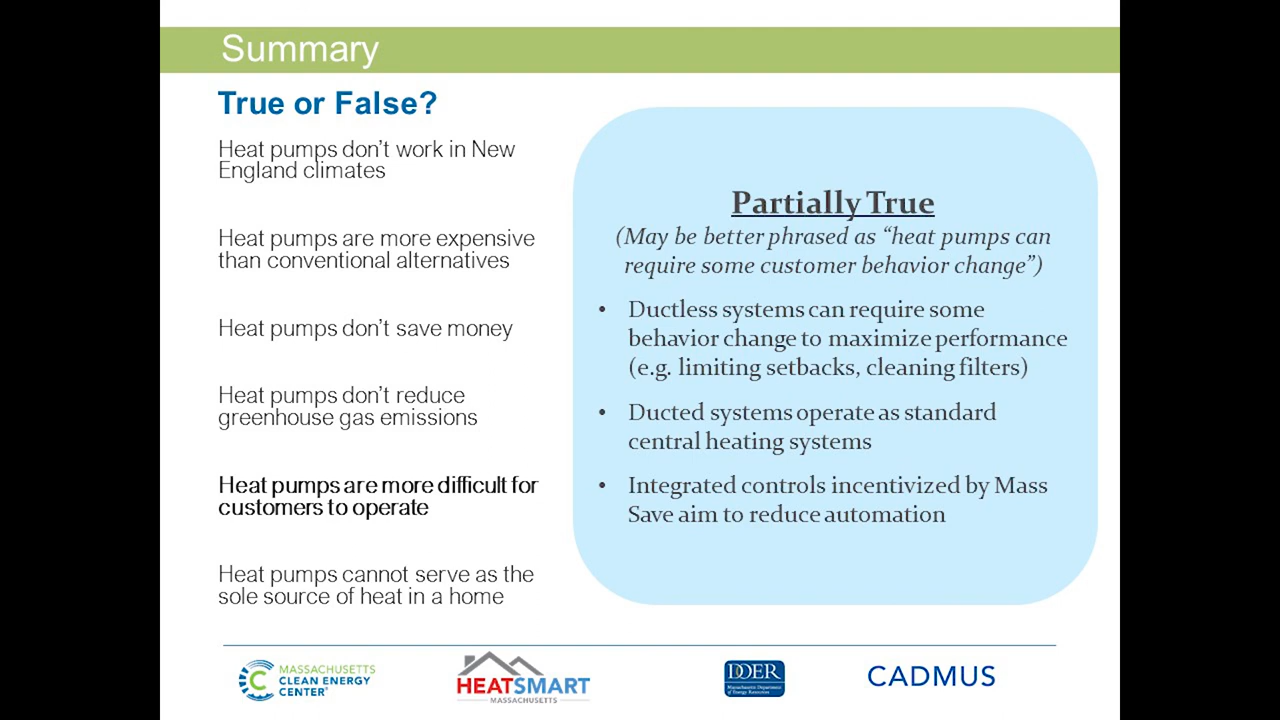 Summary
True or False?
Heat pumps don't work in New
England climates
Heat pumps are more expensive
than conventional alternatives
Heat pumps don't save money
Heat pumps don't reduce
greenhouse gas emissions
Heat pumps are more difficult for
customers to operate
Heat pumps cannot serve as the
sole source of heat in a home
Partially True
(May be better phrased as “heat pumps can
require some customer behavior change”)
• Ductless systems can require some
behavior change to maximize performance
(e.g. limiting setbacks, cleaning filters)
• Ducted systems operate as standard
central heating systems
• Integrated controls incentivized by Mass
Save aim to reduce automation
MASSACHUSETTS
CLEAN ENERGY
CENTER
HEATSMART
MASSACHUSETTS
DOER
Massachusetts Department
of Energy Resources
CADMUS